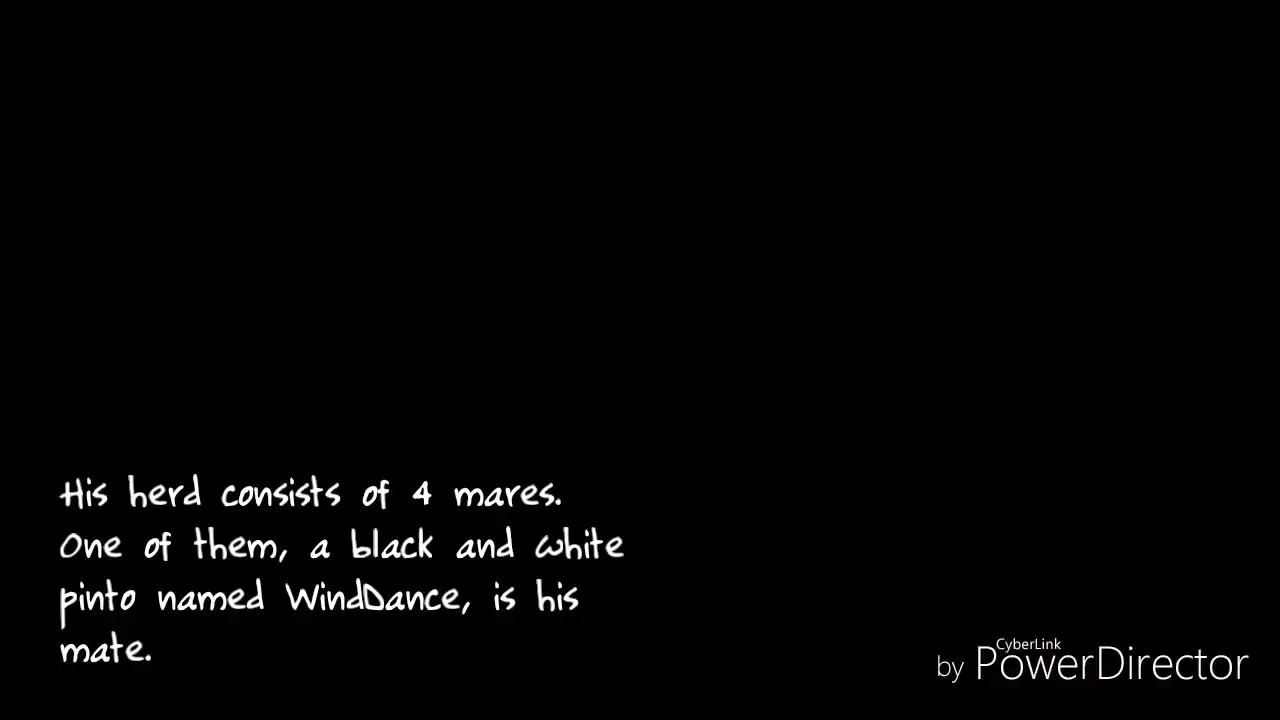 His herd consists of 4 mares.
One of them, a black and white
pinto named WindDance, is his
mate.
CyberLink
by PowerDirector